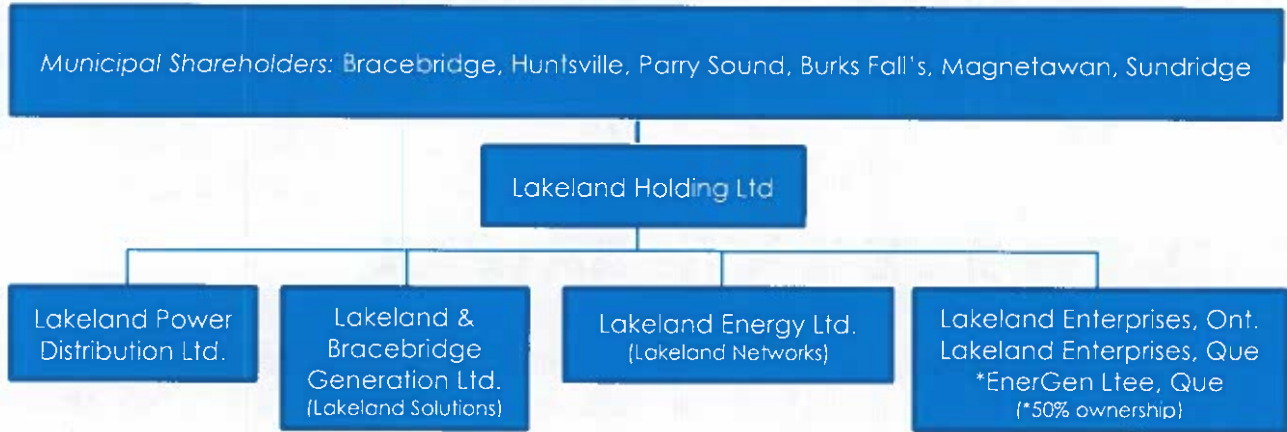 Municipal Shareholders: Bracebridge, Huntsville, Parry Sound, Burks Fall's, Magnetawan, Sundridge
Lakeland Holding Ltd
Lakeland Power
Distribution Ltd.
Lakeland &
Bracebridge
Generation Ltd.
(Lakeland Solutions)
Lakeland Energy Ltd.
(Lakeland Networks)
Lakeland Enterprises, Ont.
Lakeland Enterprises, Que
*EnerGen Ltee, Que
(*50% ownership)